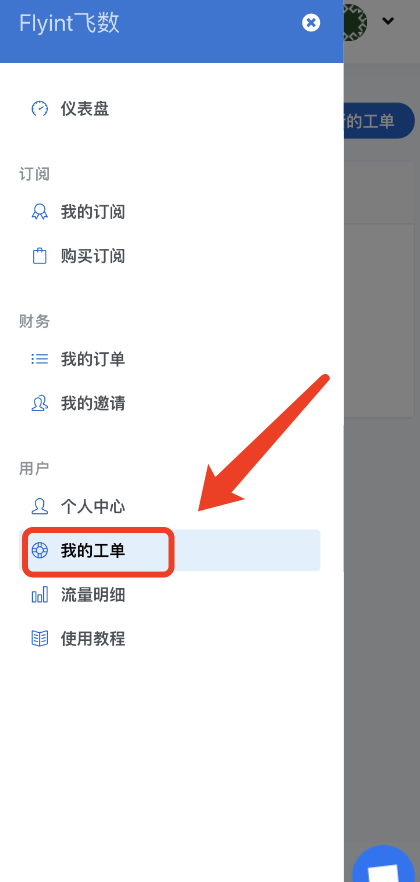 Flyint飞数
仪表盘
订阅
我的订阅
购买订阅
财务
我的订单
我的邀请
用户
个人中心
我的工单
流量明细
使用教程
的工单